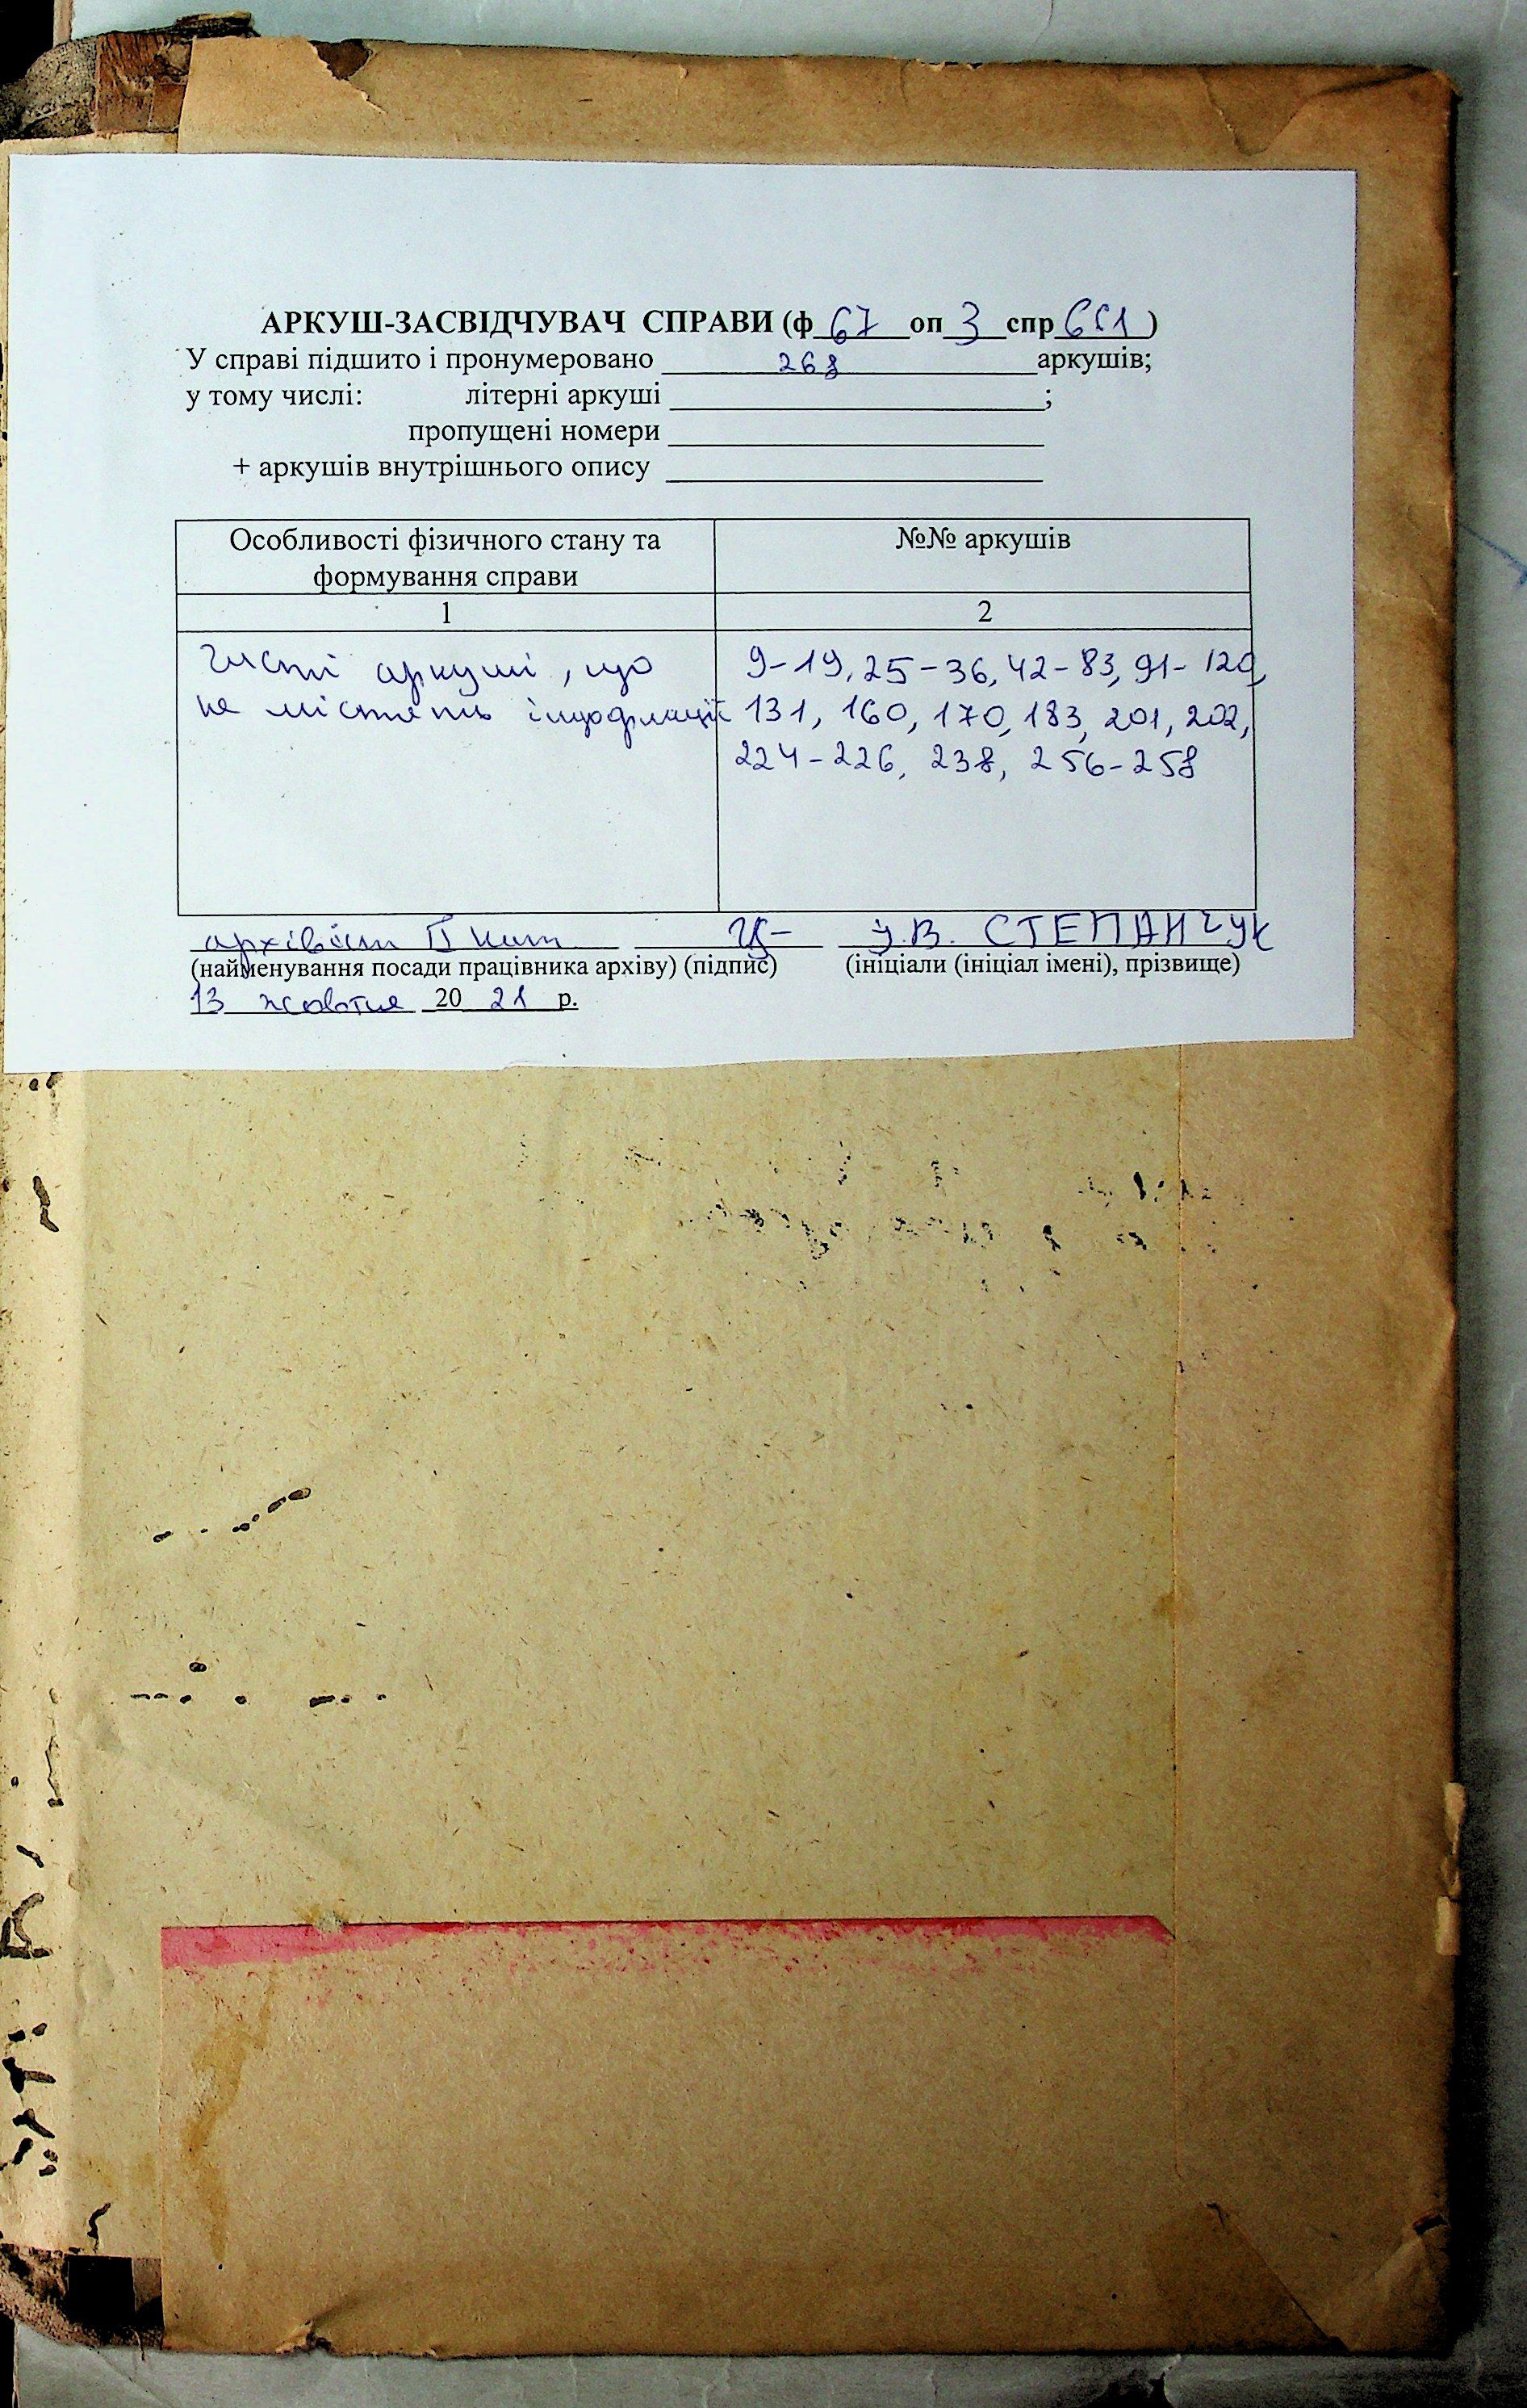 АРКУШ-ЗАСВІДЧУВАЧ СПРАВИ (ф 67 оп 3 спр )
У справі підшито і пронумеровано 268 аркушів;
у тому числі: літерні аркуші ;
пропущені номери
+ аркушів внутрішнього опису
Особливості фізичного стану та формування справи
№№ аркушів
1
2
Чисті аркуші, що
не містять інформації
9-19, 25-36, 42-83, 91-120,
131, 160, 170, 183, 201, 202,
224-226, 238, 256-258
архівіст II кат. В. СТЕПАНЧУК
(найменування посади працівника архіву) (підпис) (ініціали (ініціал імені), прізвище)
13 жовтня 20 21 р.